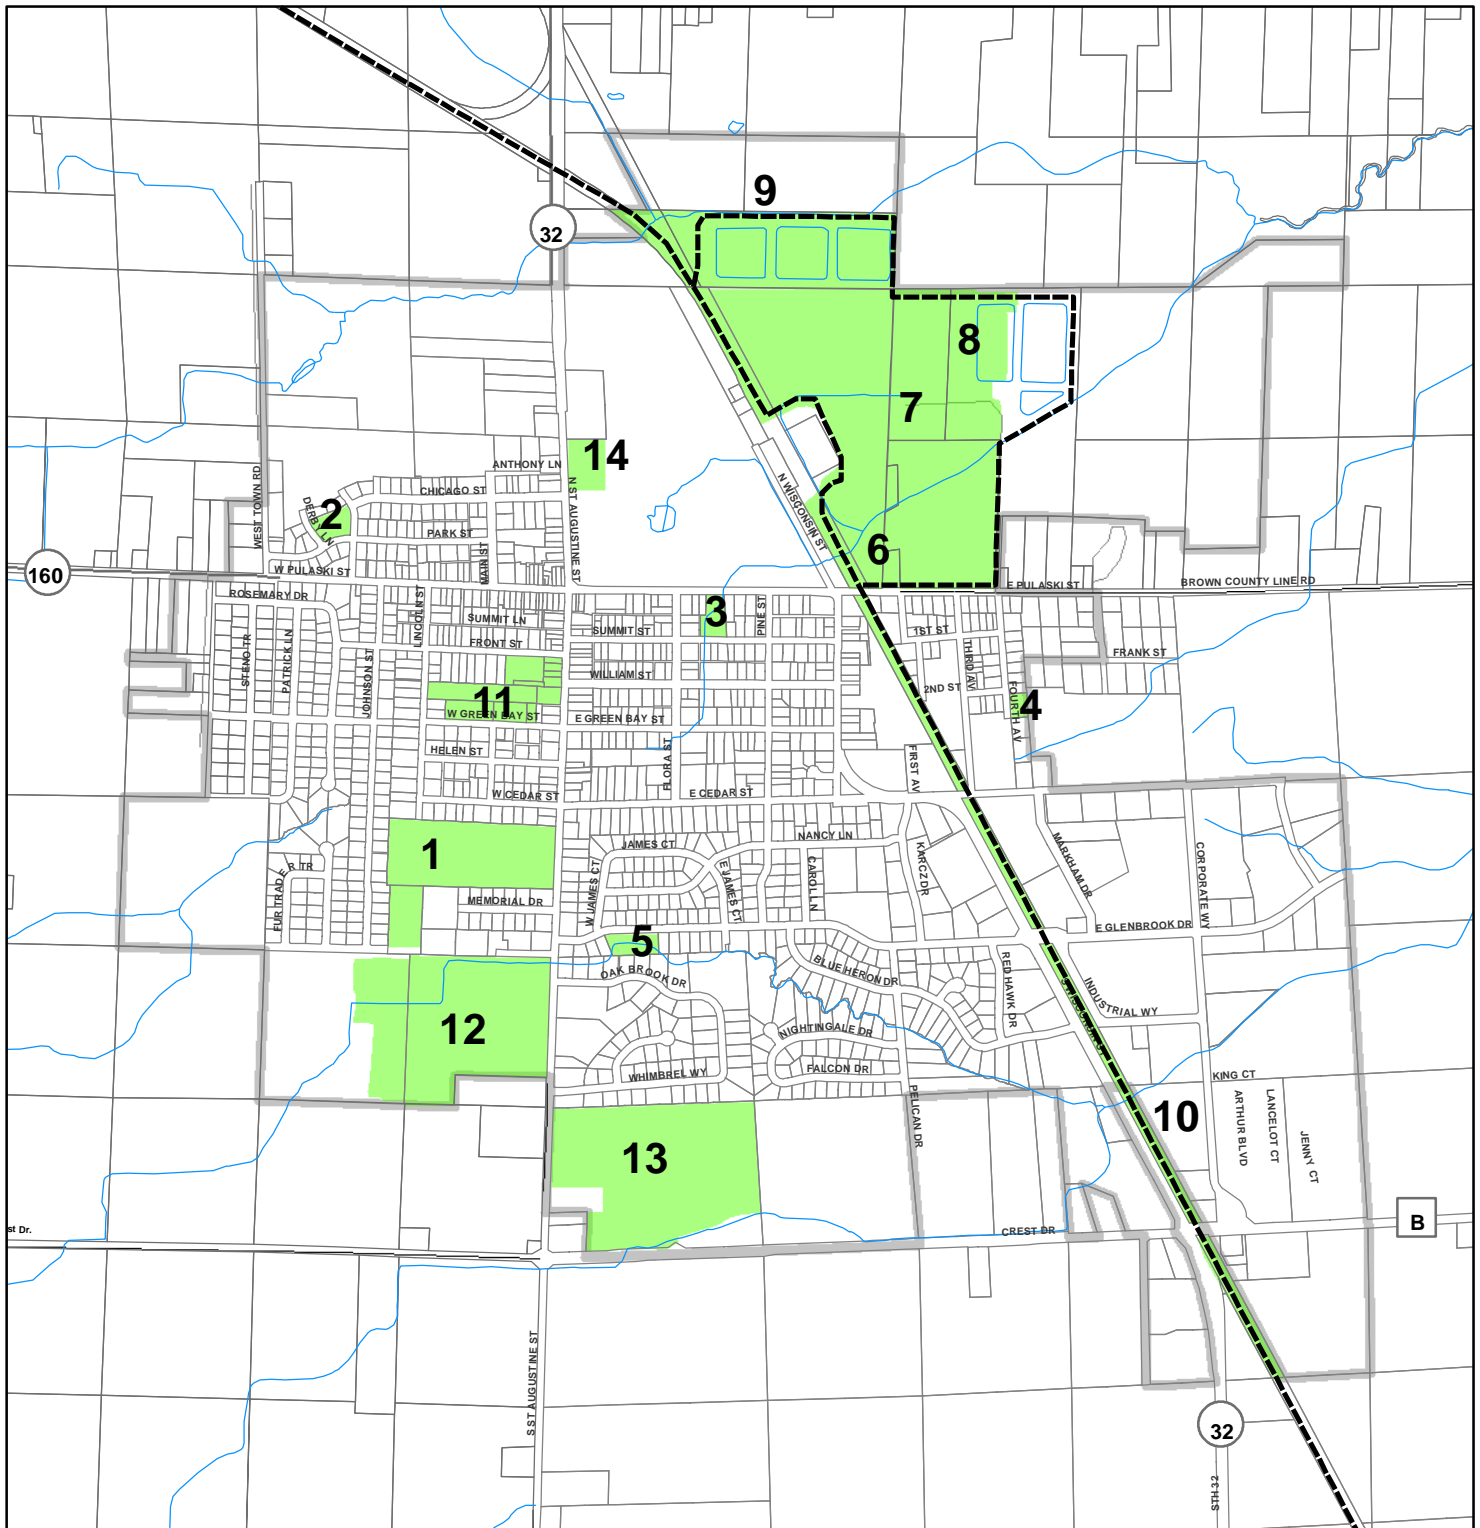 9
32
8
7
14
ANTHONY LN
CHICAGO ST
N ST AUGUSTINE ST
WEST TOWN RD
DERBY LN
2
PARK ST
N WISCONSIN ST
6
MAIN ST
W PULASKI ST
160
E PULASKI ST
BROWN COUNTY LINE RD
ROSEMARY DR
LINCOLN ST
SUMMIT LN
SUMMIT ST
3
PINE ST
1ST ST
FRONT ST
STENO TR
PATRICK LN
JOHNSON ST
WILLIAM ST
THIRD AV
FRANK ST
2ND ST
FOURTH AV
4
11
W GREEN BAY ST
E GREEN BAY ST
HELEN ST
FLORA ST
FIRST AV
W CEDAR ST
E CEDAR ST
1
JAMES CT
NANCY LN
MARKHAM DR
CORPORATE WY
FUR TRADER TR
W JAMES CT
E JAMES CT
CAROL LN
KARCZ DR
MEMORIAL DR
E GLENBROOK DR
5
OAK BROOK DR
BLUE HERON DR
RED HAWK DR
S WISCONSIN ST
INDUSTRIAL WY
12
NIGHTINGALE DR
WHIMBREL WY
FALCON DR
KING CT
PELICAN DR
10
ARTHUR BLVD
LANCELOT CT
JENNY CT
13
st Dr.
CREST DR
B
S ST AUGUSTINE ST
32
STH 32